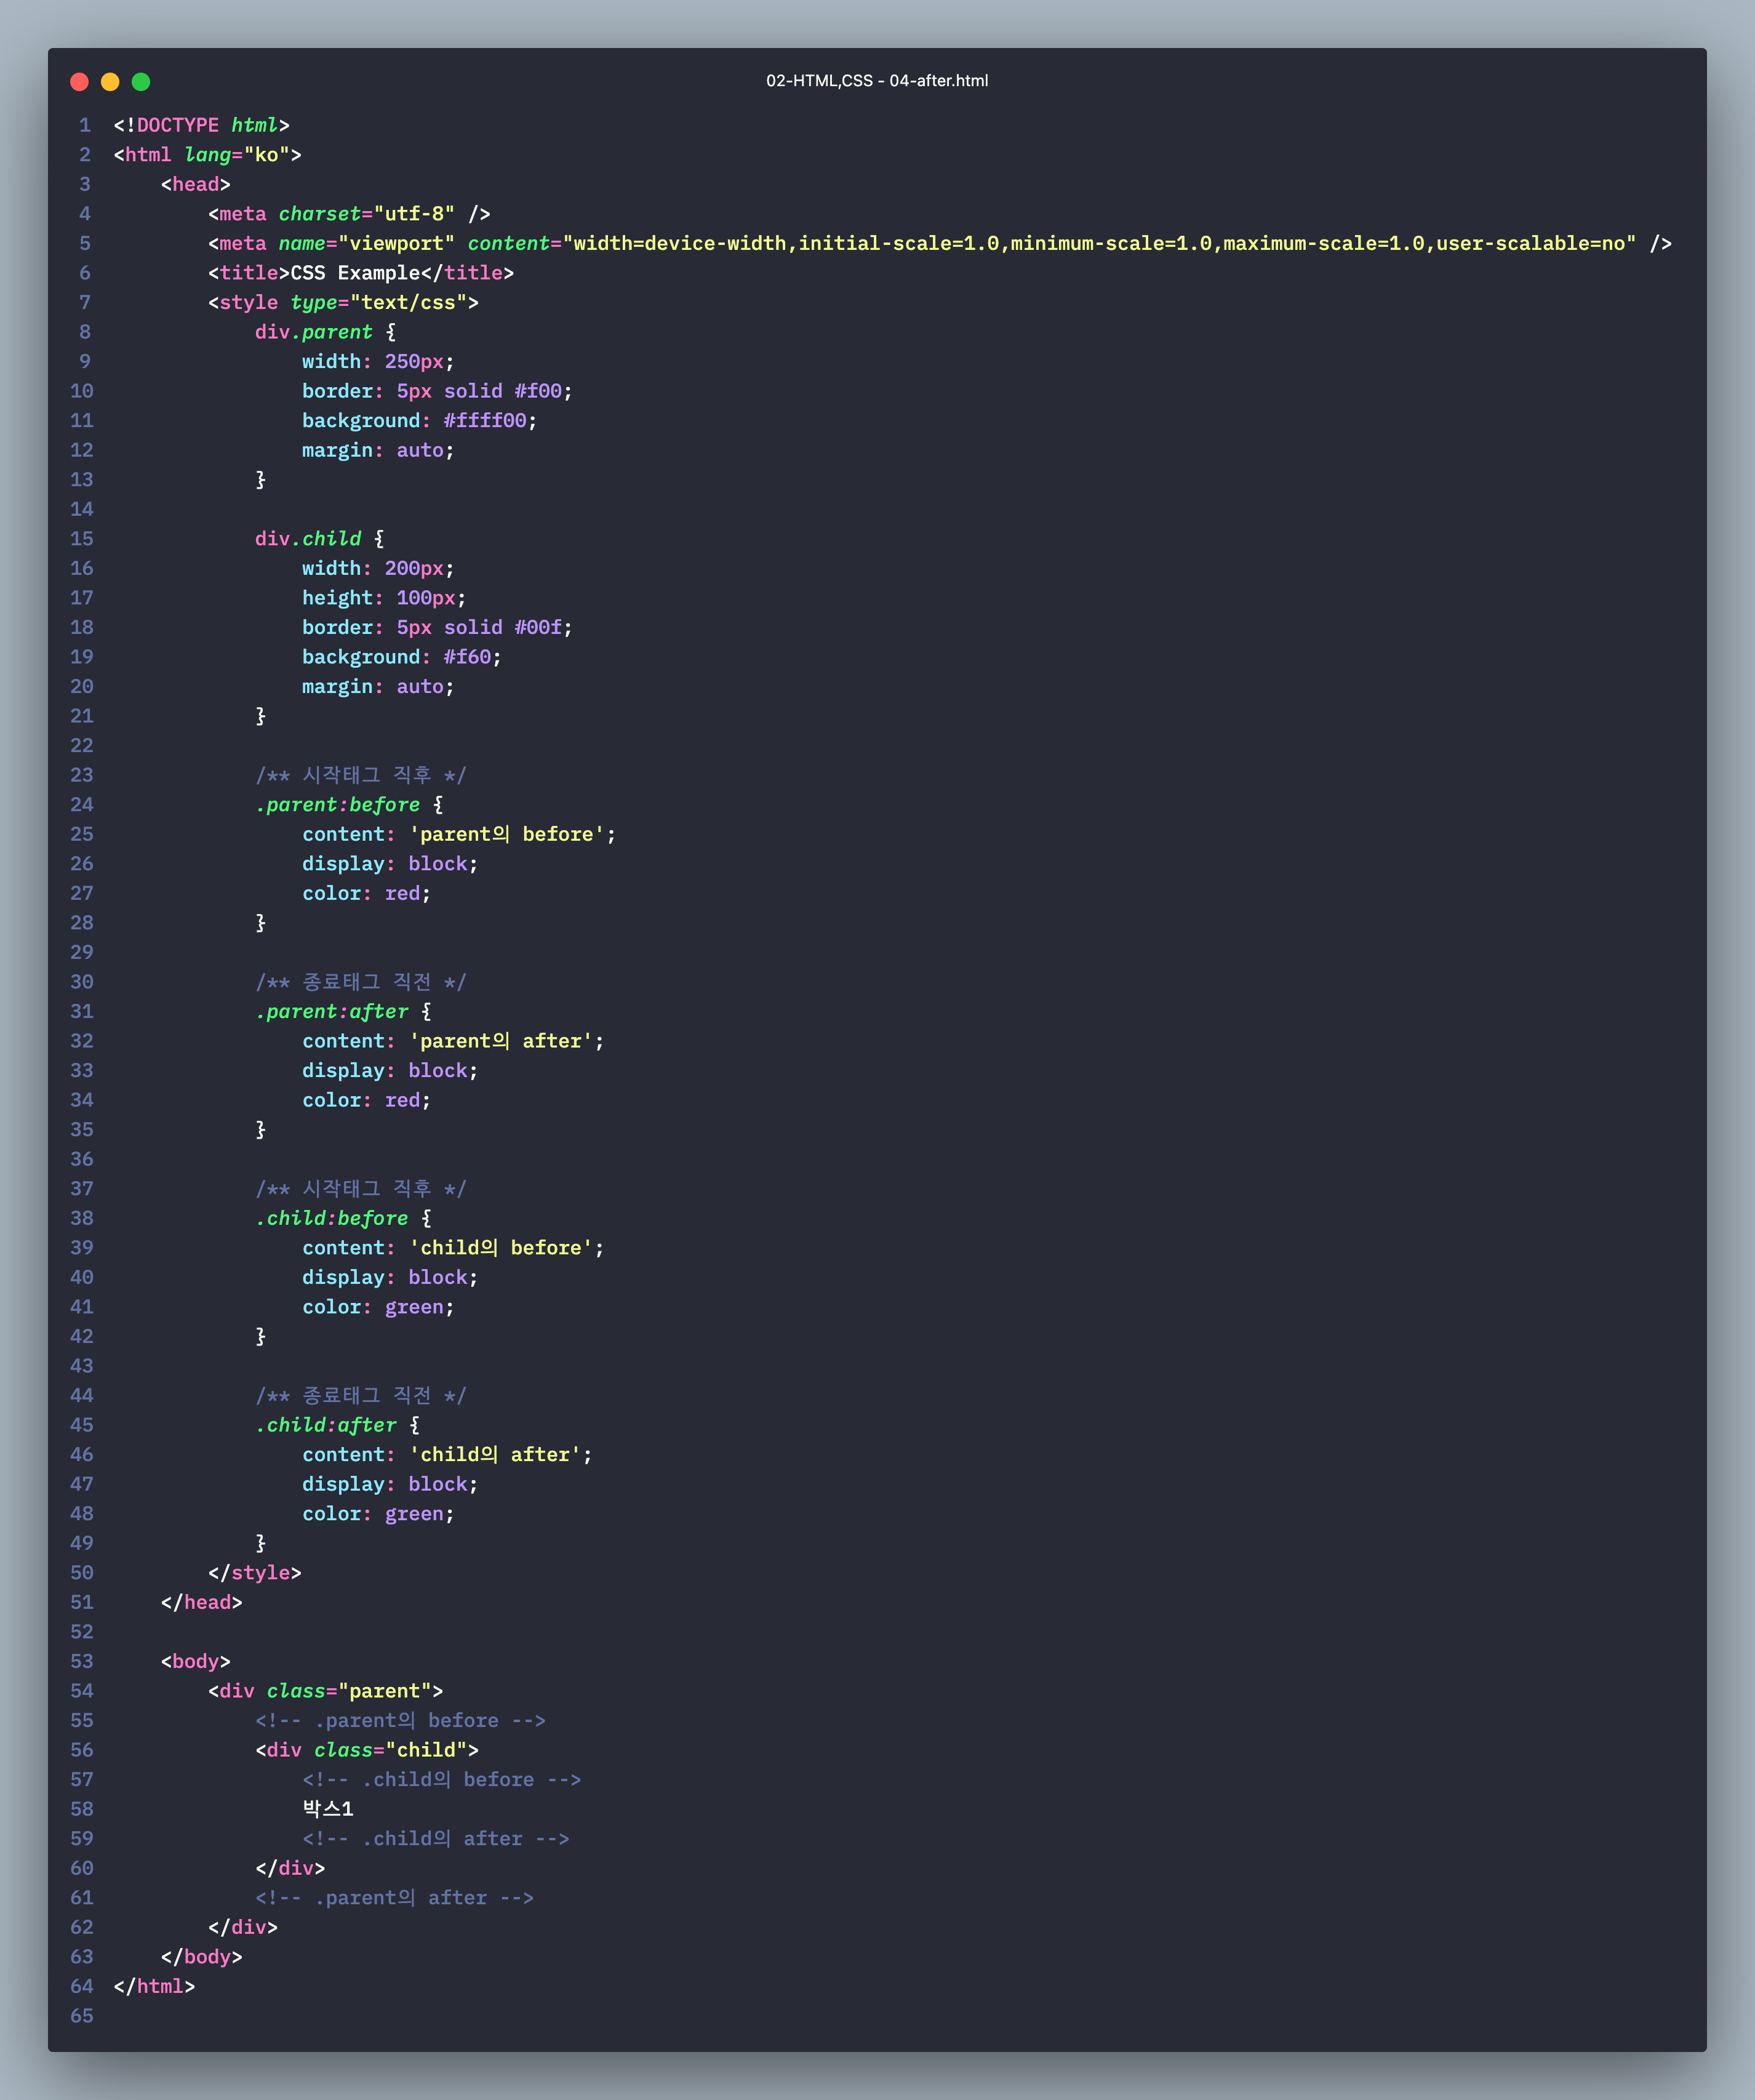 02-HTML,CSS - 04-after.html
1 <!DOCTYPE html>
2 <html lang="ko">
3     <head>
4         <meta charset="utf-8" />
5         <meta name="viewport" content="width=device-width,initial-scale=1.0,minimum-scale=1.0,maximum-scale=1.0,user-scalable=no" />
6         <title>CSS Example</title>
7         <style type="text/css">
8             div.parent {
9                 width: 250px;
10                 border: 5px solid #f00;
11                 background: #ffff00;
12                 margin: auto;
13             }
14
15             div.child {
16                 width: 200px;
17                 height: 100px;
18                 border: 5px solid #00f;
19                 background: #f60;
20                 margin: auto;
21             }
22
23             /** 시작태그 직후 */
24             .parent:before {
25                 content: 'parent의 before';
26                 display: block;
27                 color: red;
28             }
29
30             /** 종료태그 직전 */
31             .parent:after {
32                 content: 'parent의 after';
33                 display: block;
34                 color: red;
35             }
36
37             /** 시작태그 직후 */
38             .child:before {
39                 content: 'child의 before';
40                 display: block;
41                 color: green;
42             }
43
44             /** 종료태그 직전 */
45             .child:after {
46                 content: 'child의 after';
47                 display: block;
48                 color: green;
49             }
50         </style>
51     </head>
52
53     <body>
54         <div class="parent">
55             <!-- .parent의 before -->
56             <div class="child">
57                 <!-- .child의 before -->
58                 박스1
59                 <!-- .child의 after -->
60             </div>
61             <!-- .parent의 after -->
62         </div>
63     </body>
64 </html>
65